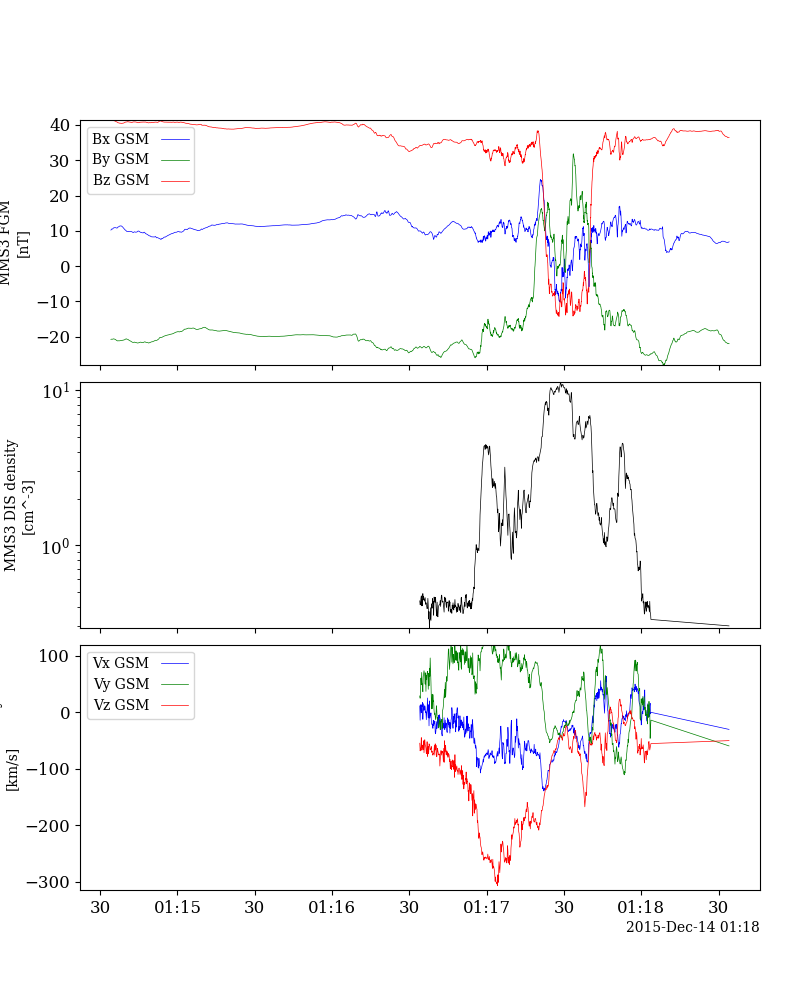 MMS3 FGM
[nT]
40
30
20
10
0
−10
−20
Bx GSM
By GSM
Bz GSM
MMS3 DIS density
[cm^-3]
10^1
10^0
[km/s]
100
0
−100
−200
−300
Vx GSM
Vy GSM
Vz GSM
30 01:15 30 01:16 30 01:17 30 01:18 30
2015-Dec-14 01:18